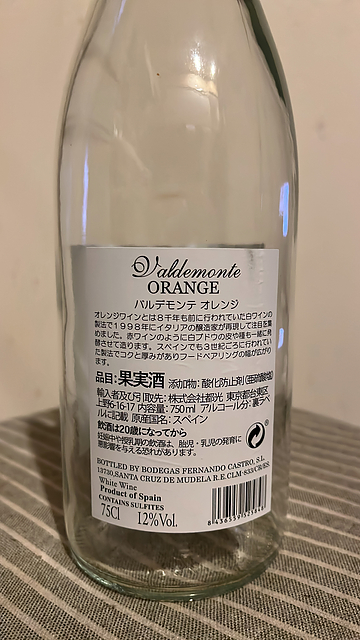 Valdemonte
ORANGE
バルデモンテ オレンジ
オレンジワインとは8千年も前に行われていた白ワインの
製法で1998年にイタリアの醸造家が再現して注目を集
めました。赤ワインのように白ブドウの皮や種も一緒に発
酵させて造ります。スペインでも3世紀ごろに行われてい
た製法でコクと厚みがありフードペアリングの幅が広がり
ます。
品目:果実酒 添加物:酸化防止剤(亜硫酸塩)
輸入者及び引取先:株式会社都光 東京都台東区
上野6-16-17 内容量:750ml アルコール分:裏ラベ
ルに記載 原産国名:スペイン
飲酒は20歳になってから
妊娠中や授乳期の飲酒は、胎児・乳児の発育に
悪影響を与える恐れがあります。
BOTTLED BY BODEGAS FERNANDO CASTRO, S.L.
13730,SANTA CRUZ DE MUDELA R.E.CLM-833/CR/ES.
White Wine
Product of Spain
CONTAINS SULFITES
75Cl 12%Vol.